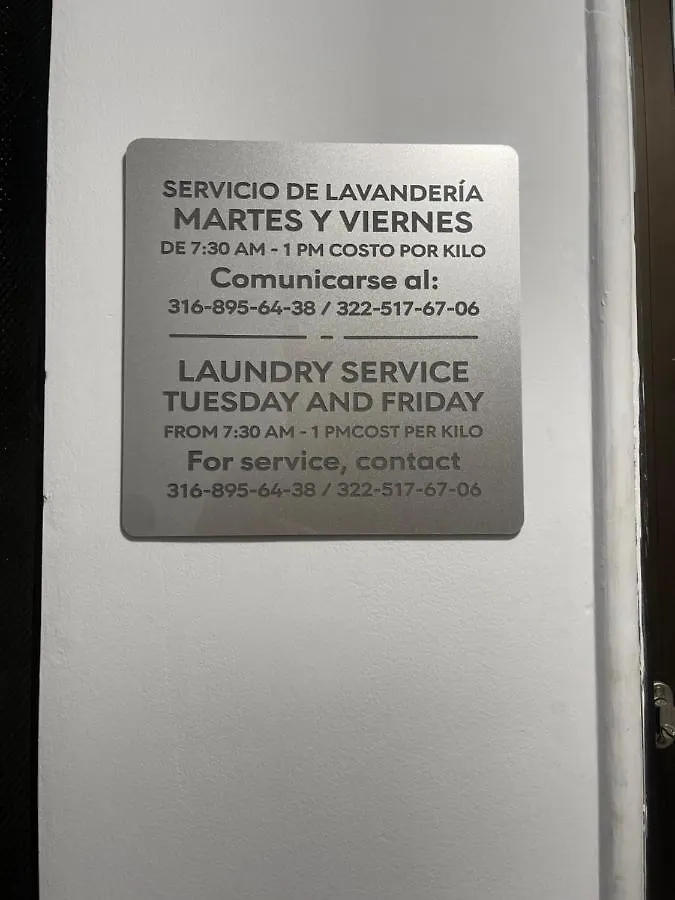 SERVICIO DE LAVANDERÍA
MARTES Y VIERNES
DE 7:30 AM - 1 PM COSTO POR KILO
Comunicarse al:
316-895-64-38 / 322-517-67-06
LAUNDRY SERVICE
TUESDAY AND FRIDAY
FROM 7:30 AM - 1 PMCOST PER KILO
For service, contact
316-895-64-38 / 322-517-67-06